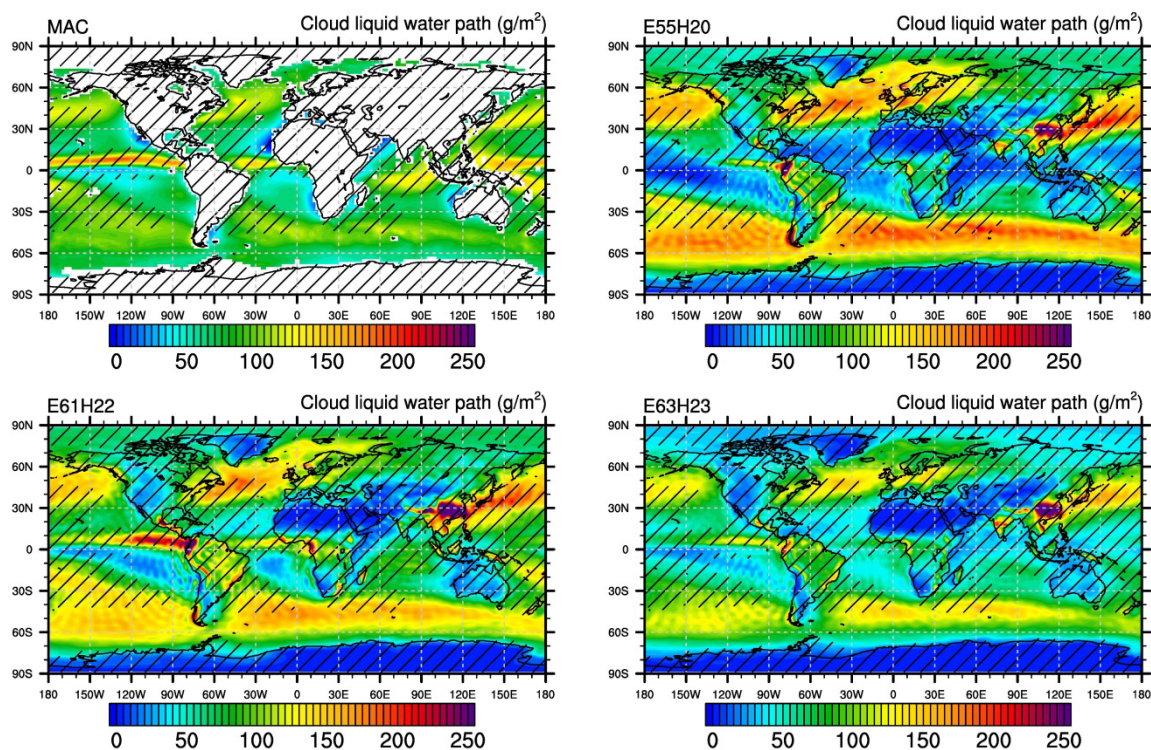 MAC Cloud liquid water path (g/m²)
90N
60N
30N
0
30S
60S
90S
180 150W 120W 90W 60W 30W 0 30E 60E 90E 120E 150E 180
0 50 100 150 200 250
E55H20 Cloud liquid water path (g/m²)
90N
60N
30N
0
30S
60S
90S
180 150W 120W 90W 60W 30W 0 30E 60E 90E 120E 150E 180
0 50 100 150 200 250
E61H22 Cloud liquid water path (g/m²)
90N
60N
30N
0
30S
60S
90S
180 150W 120W 90W 60W 30W 0 30E 60E 90E 120E 150E 180
0 50 100 150 200 250
E63H23 Cloud liquid water path (g/m²)
90N
60N
30N
0
30S
60S
90S
180 150W 120W 90W 60W 30W 0 30E 60E 90E 120E 150E 180
0 50 100 150 200 250